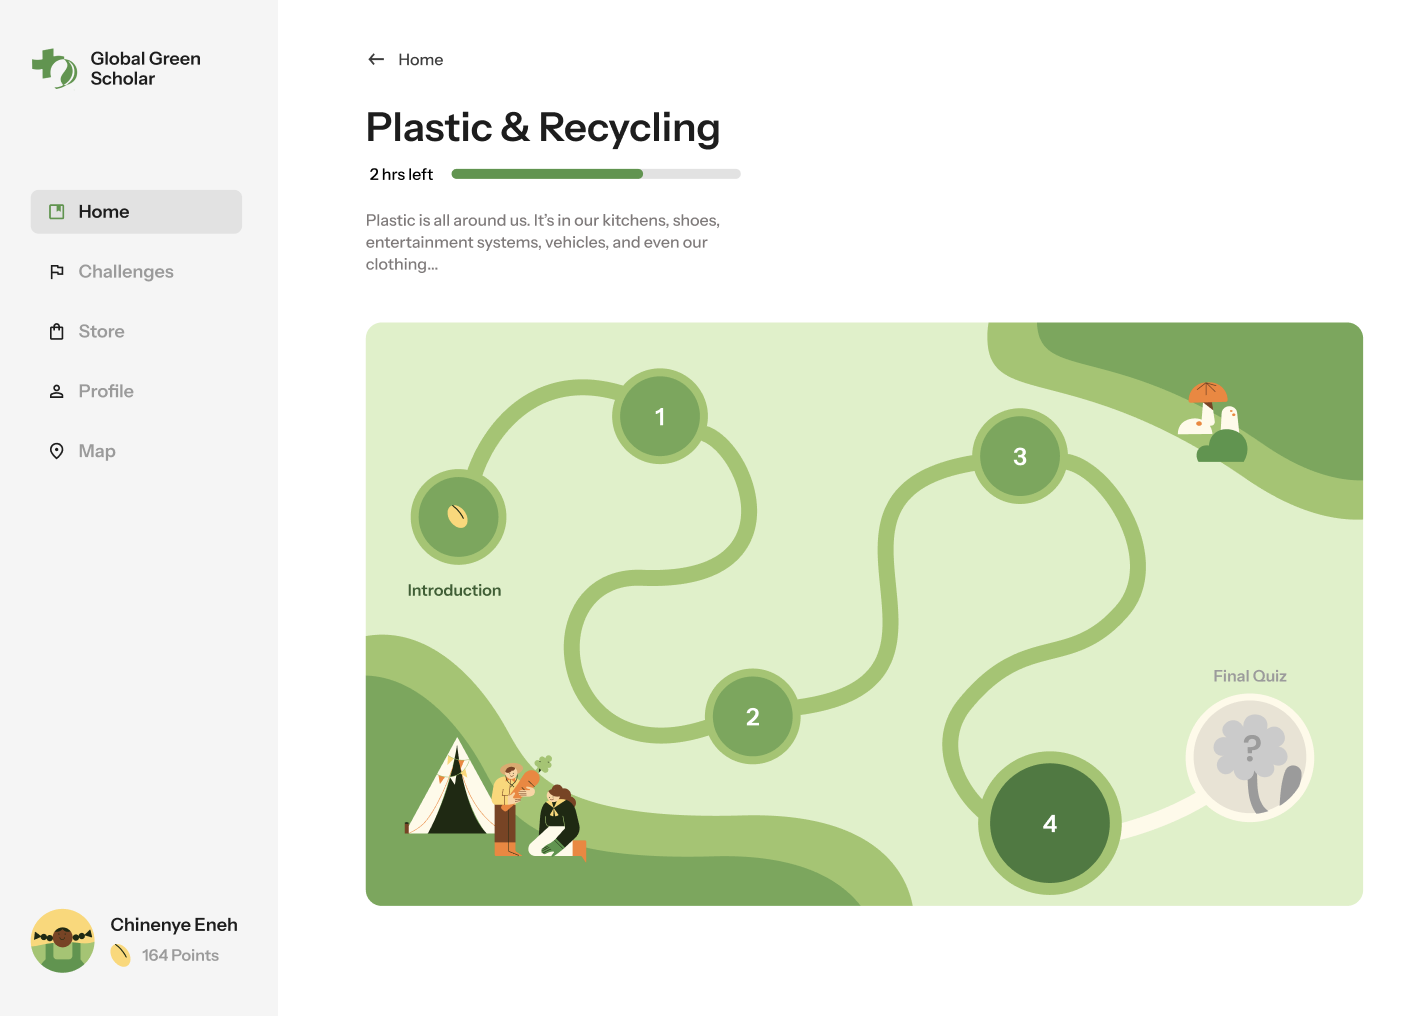 Global Green
Scholar
Home
Challenges
Store
Profile
Map
Chinenye Eneh
164 Points
Home
Plastic & Recycling
2 hrs left
Plastic is all around us. It’s in our kitchens, shoes,
entertainment systems, vehicles, and even our
clothing...
1
3
Introduction
2
Final Quiz
?
4